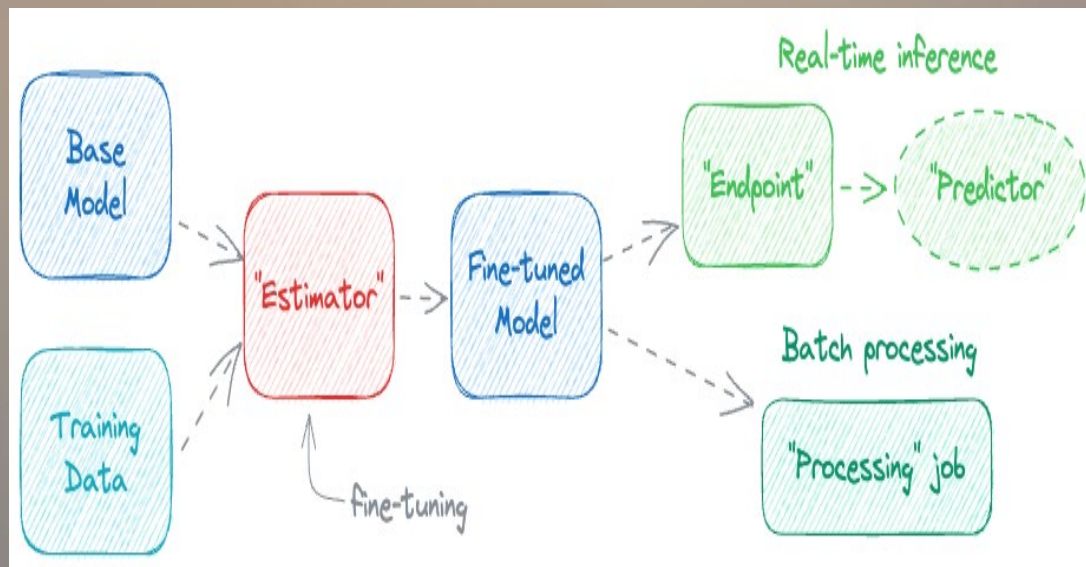 Real-time inference
Base
Model
"Endpoint"
"Predictor"
"Estimator"
Fine-tuned
Model
Batch processing
Training
Data
"Processing" job
fine-tuning